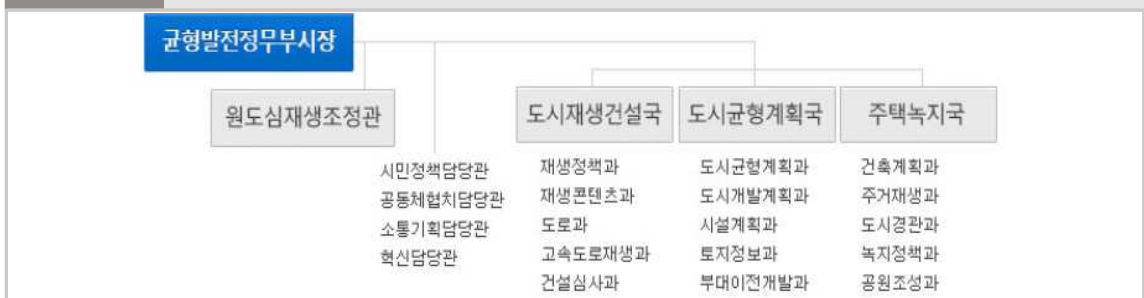 균형발전정무부시장
원도심재생조정관
도시재생건설국
도시균형계획국
주택녹지국
시민정책담당관
공동체협치담당관
소통기획담당관
혁신담당관
재생정책과
재생콘텐츠과
도로과
고속도로재생과
건설심사과
도시균형계획과
도시개발계획과
시설계획과
토지정보과
부대이전개발과
건축계획과
주거재생과
도시경관과
녹지정책과
공원조성과